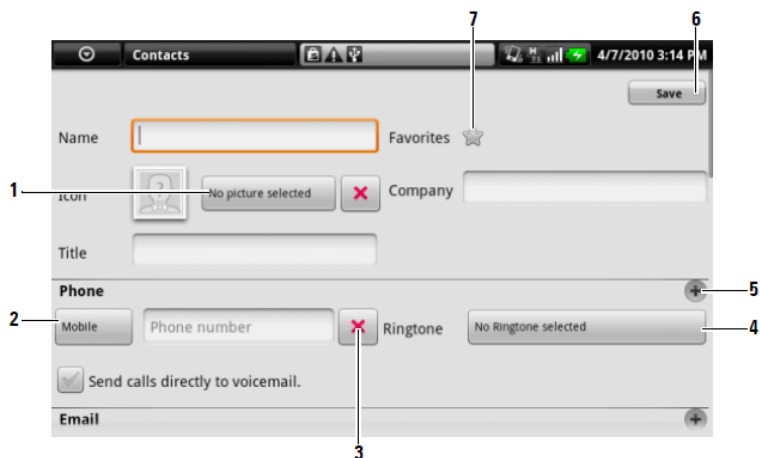 7
6
Contacts
H
4/7/2010 3:14 PM
Save
Name
Favorites
1
Icon
?
No picture selected
Company
Title
Phone
5
2
Mobile
Phone number
Ringtone
No Ringtone selected
4
Send calls directly to voicemail.
Email
3